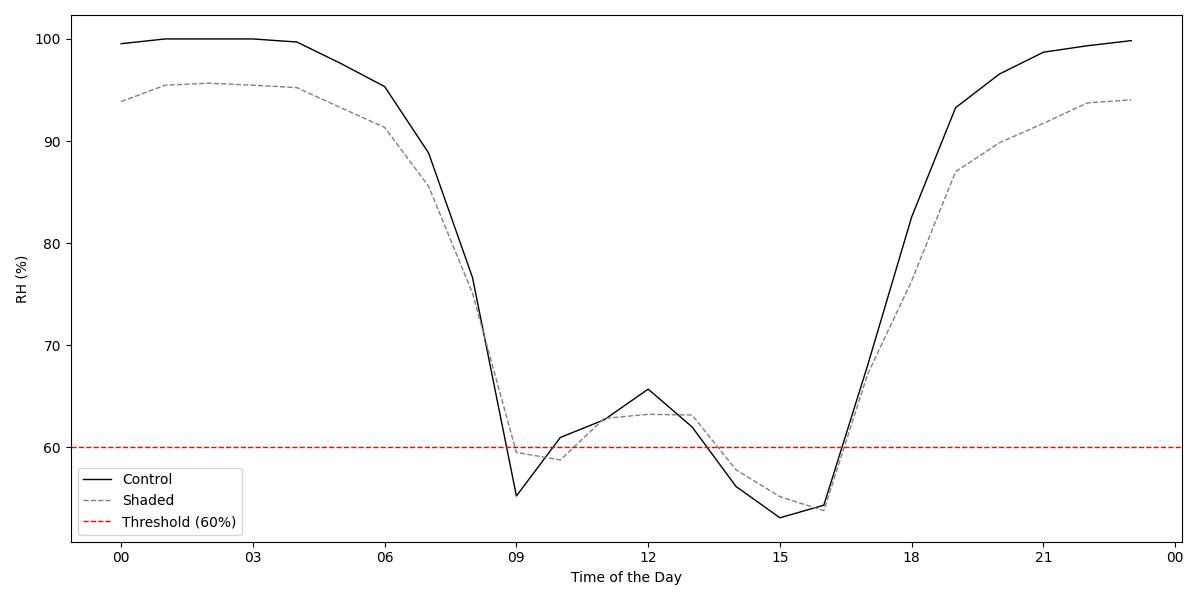 100
90
80
70
60
RH (%)
Control
Shaded
Threshold (60%)
00 03 06 09 12 15 18 21 00
Time of the Day